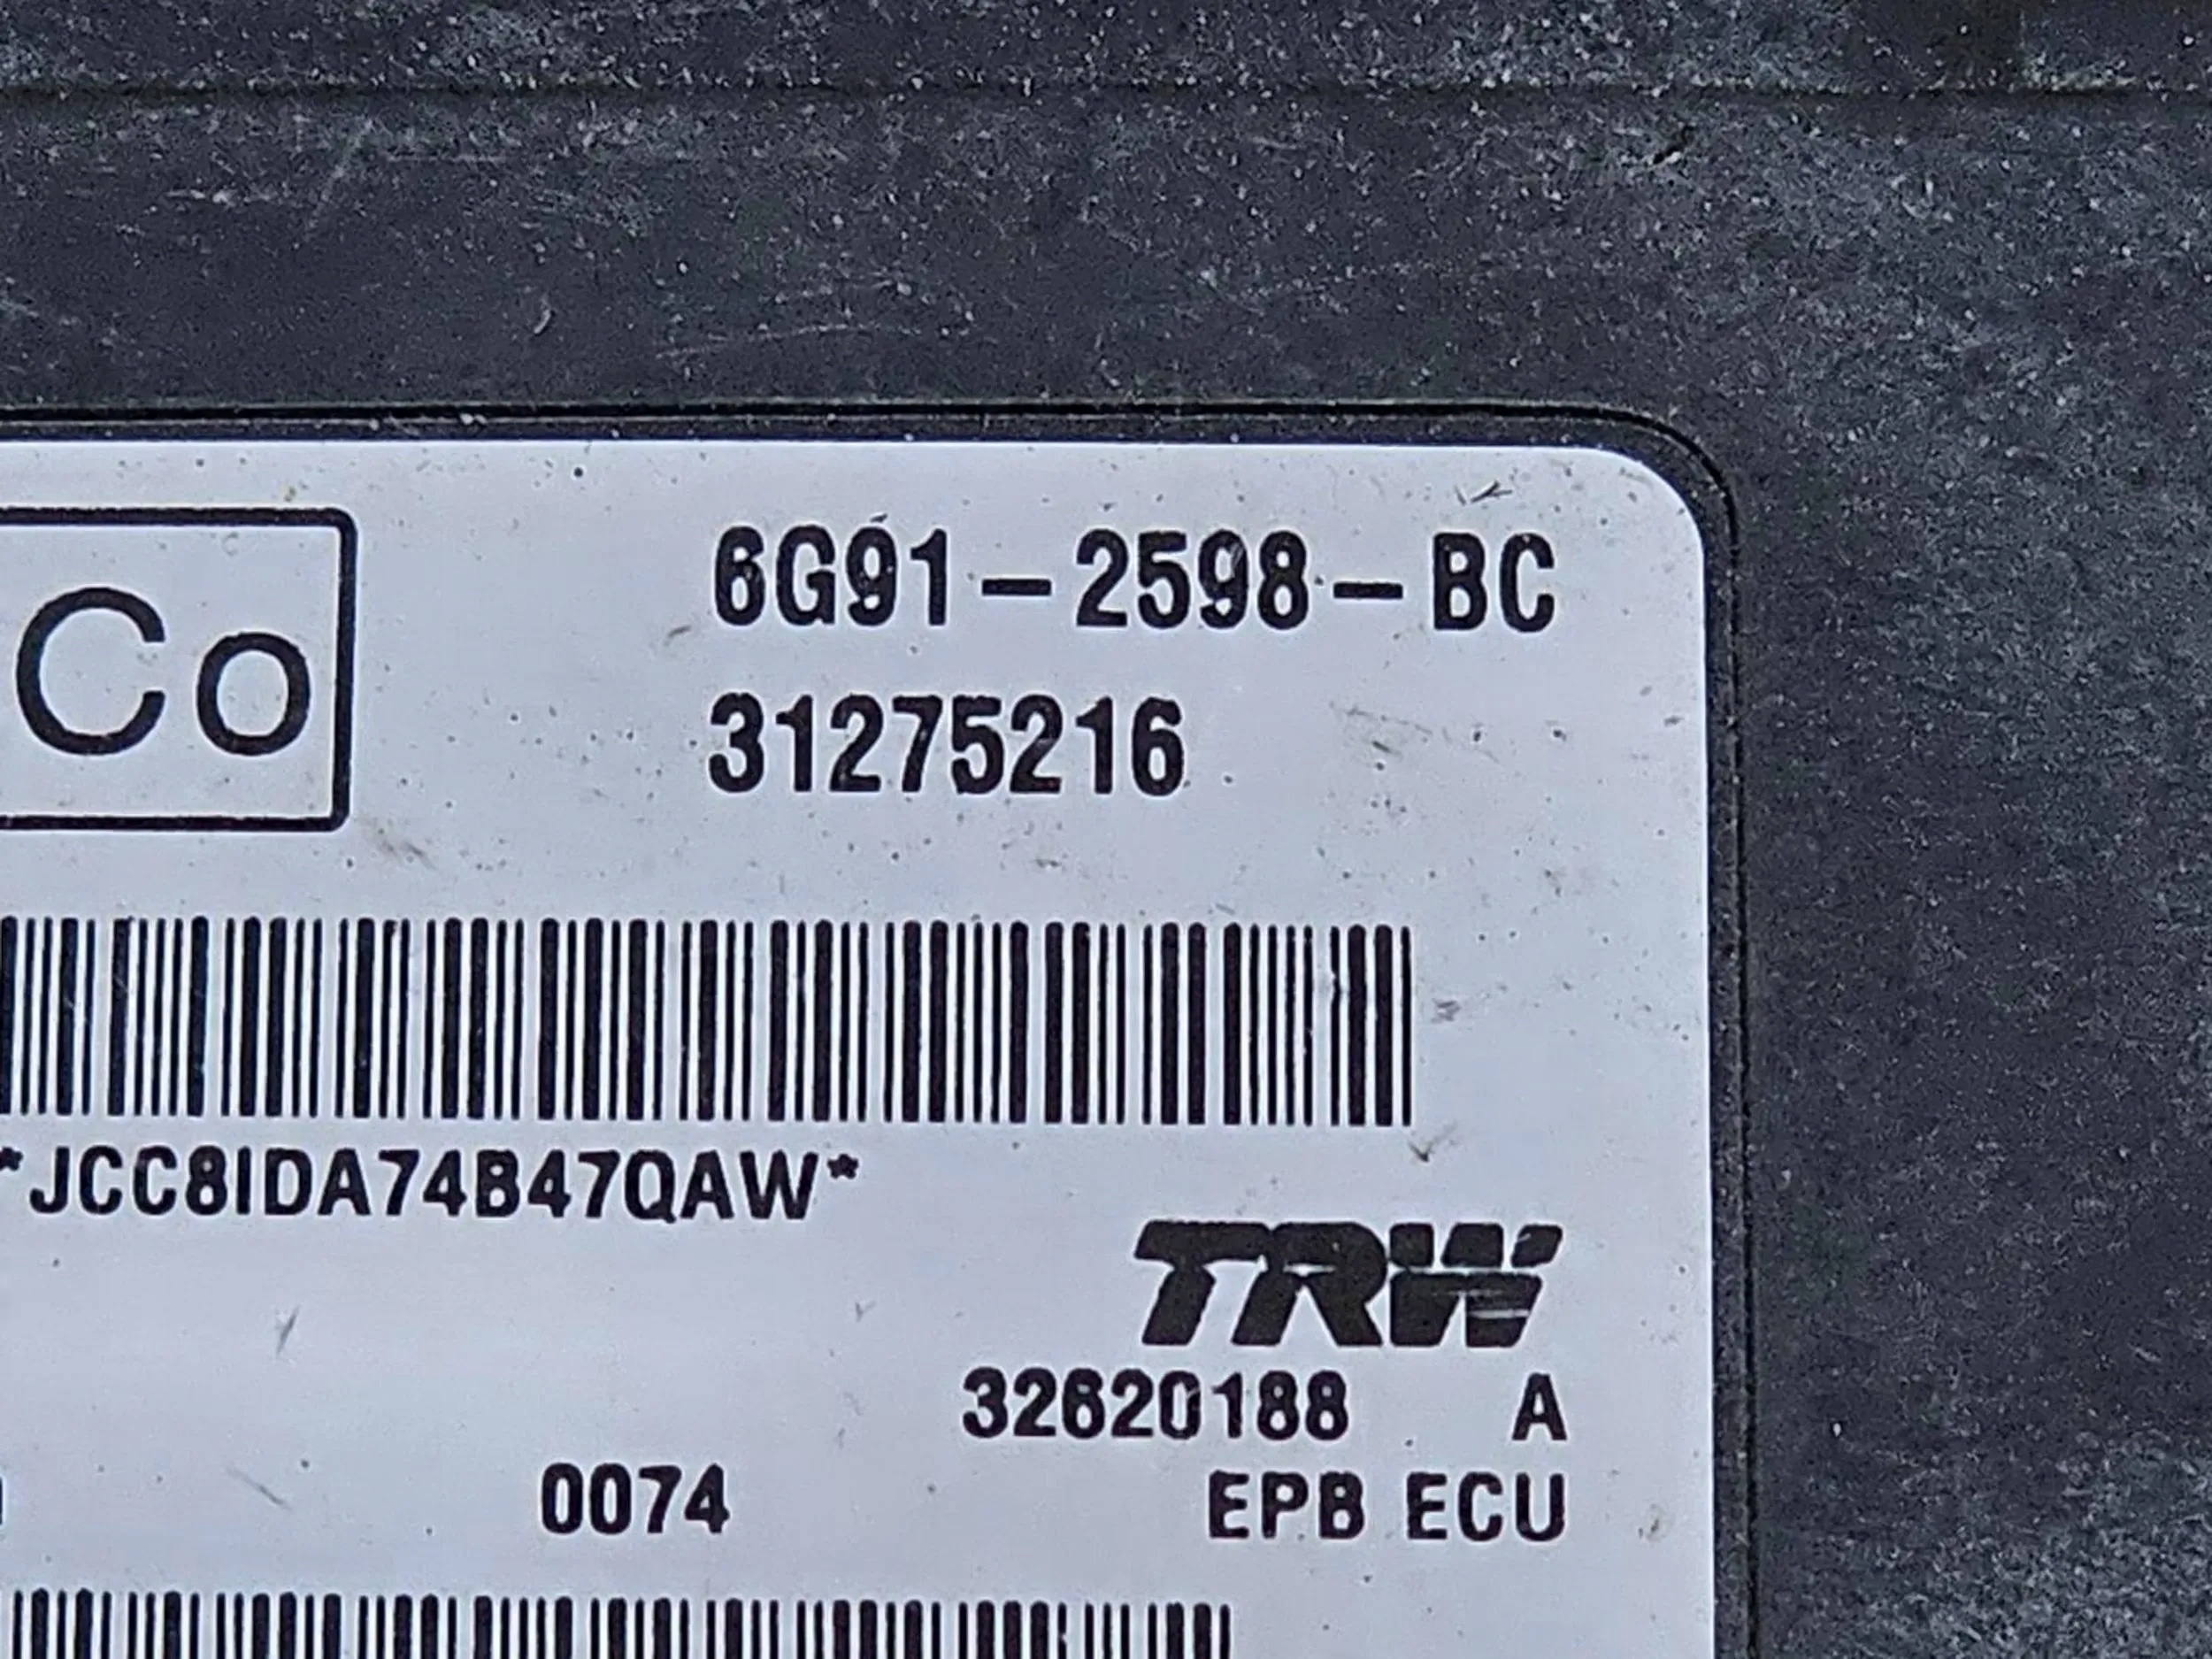 Co
6G91-2598-BC
31275216
*JCC8IDA74B47QAW*
TRW
32620188 A
0074 EPB ECU